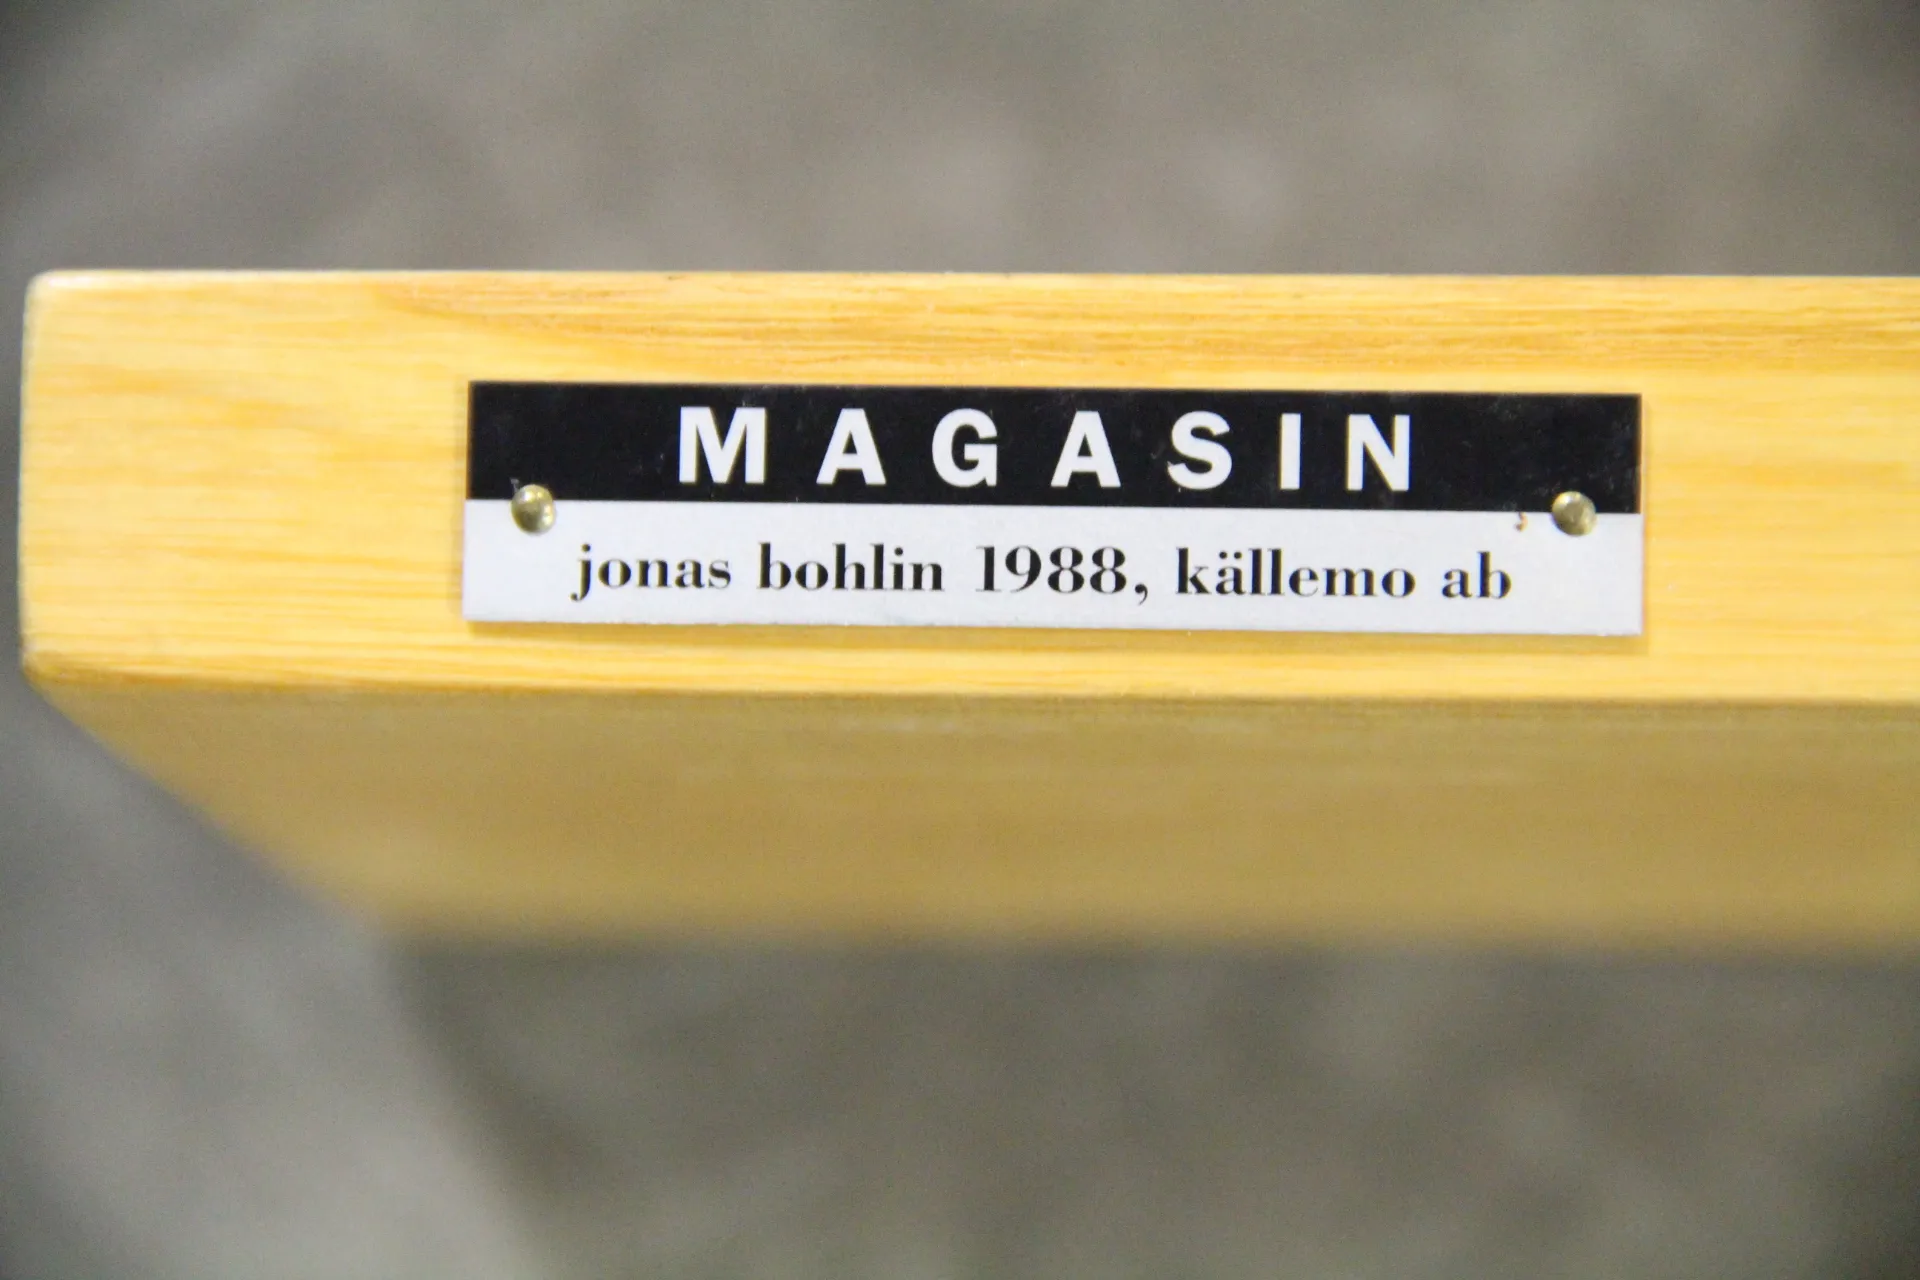 MAGASIN
jonas bohlin 1988, källemo ab